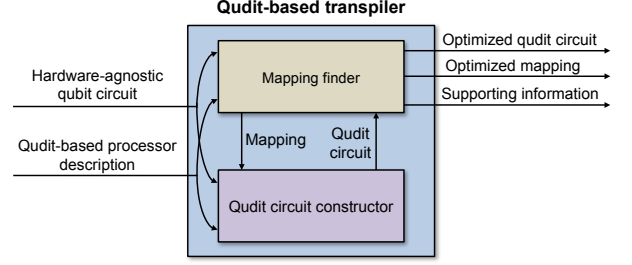 Qudit-based transpiler
Hardware-agnostic
qubit circuit
Qudit-based processor
description
Mapping finder
Mapping
Qudit
circuit
Qudit circuit constructor
Optimized qudit circuit
Optimized mapping
Supporting information